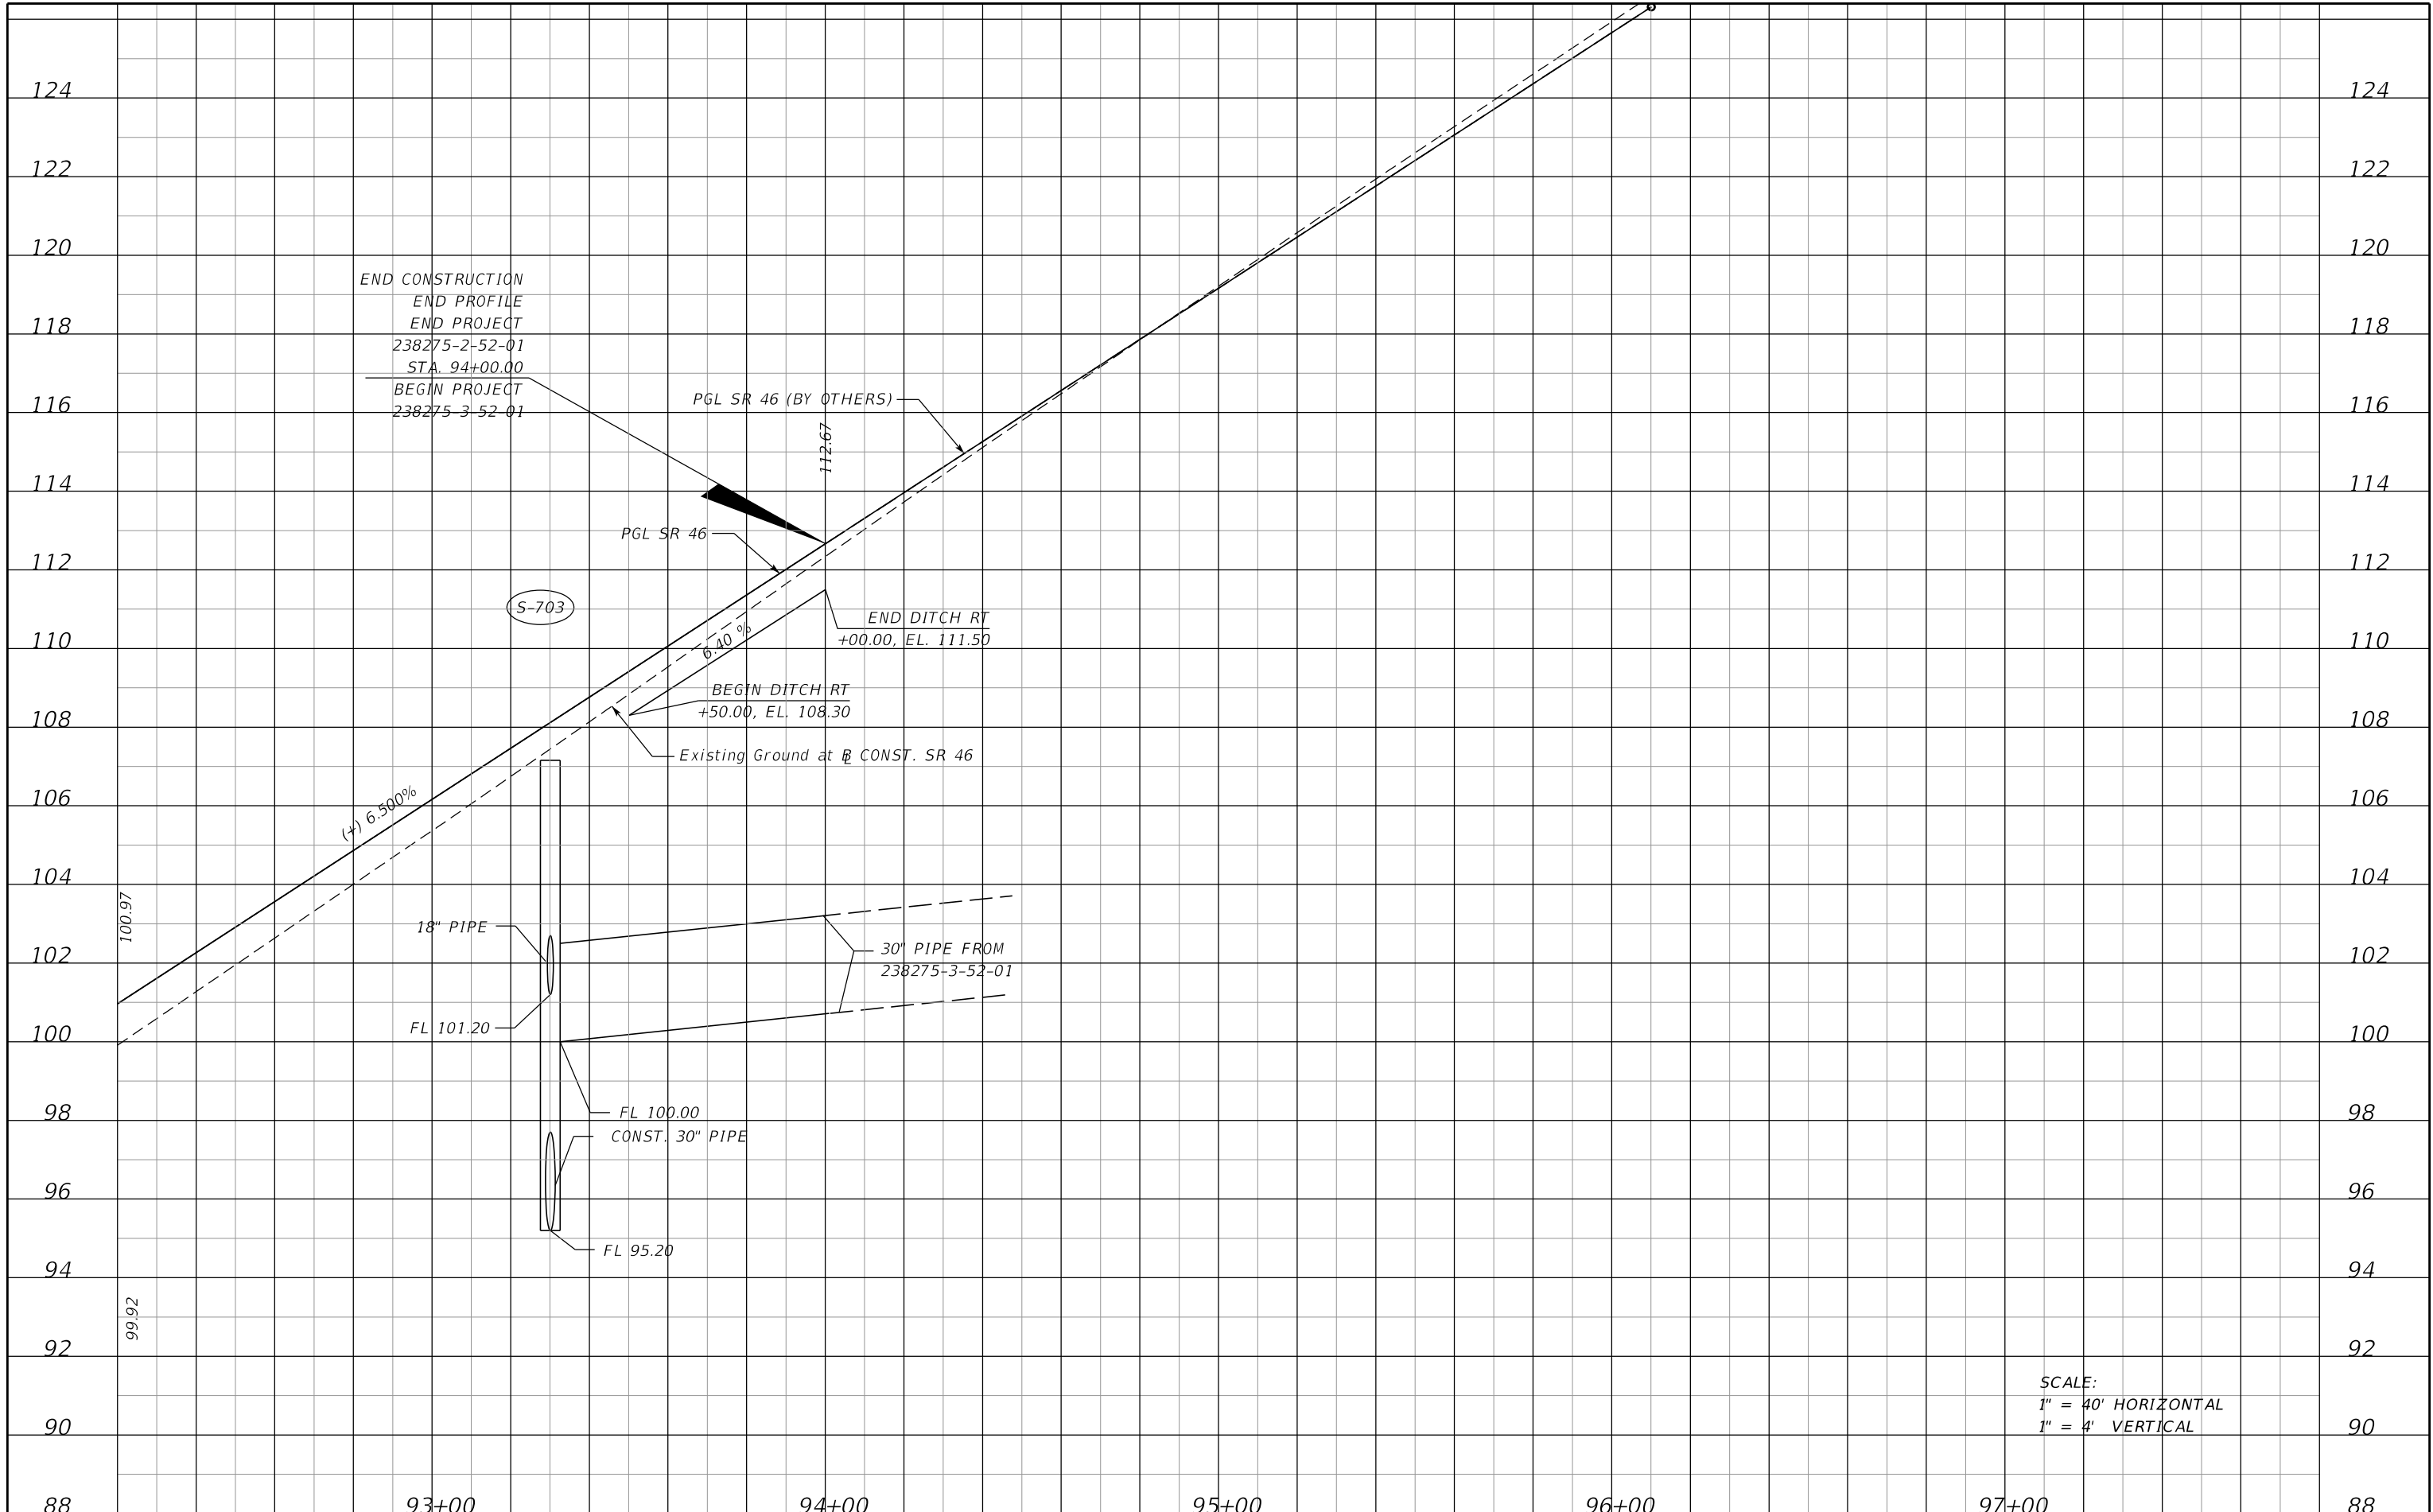 124 124
122 122
120 120
END CONSTRUCTION
END PROFILE
END PROJECT
238275-2-52-01
STA. 94+00.00
BEGIN PROJECT
238275-3-52-01
118 118
116 116
PGL SR 46 (BY OTHERS)
112.67
114 114
PGL SR 46
112 112
S-703
END DITCH RT
+00.00, EL. 111.50
6.40 %
110 110
BEGIN DITCH RT
+50.00, EL. 108.30
108 108
Existing Ground at BL CONST. SR 46
(+) 6.500%
106 106
104 104
100.97
18" PIPE
30" PIPE FROM
238275-3-52-01
102 102
FL 101.20
100 100
FL 100.00
98 98
CONST. 30" PIPE
96 96
FL 95.20
94 94
99.92
92 92
SCALE:
1" = 40' HORIZONTAL
1" = 4' VERTICAL
90 90
88 93+00 94+00 95+00 96+00 97+00 88